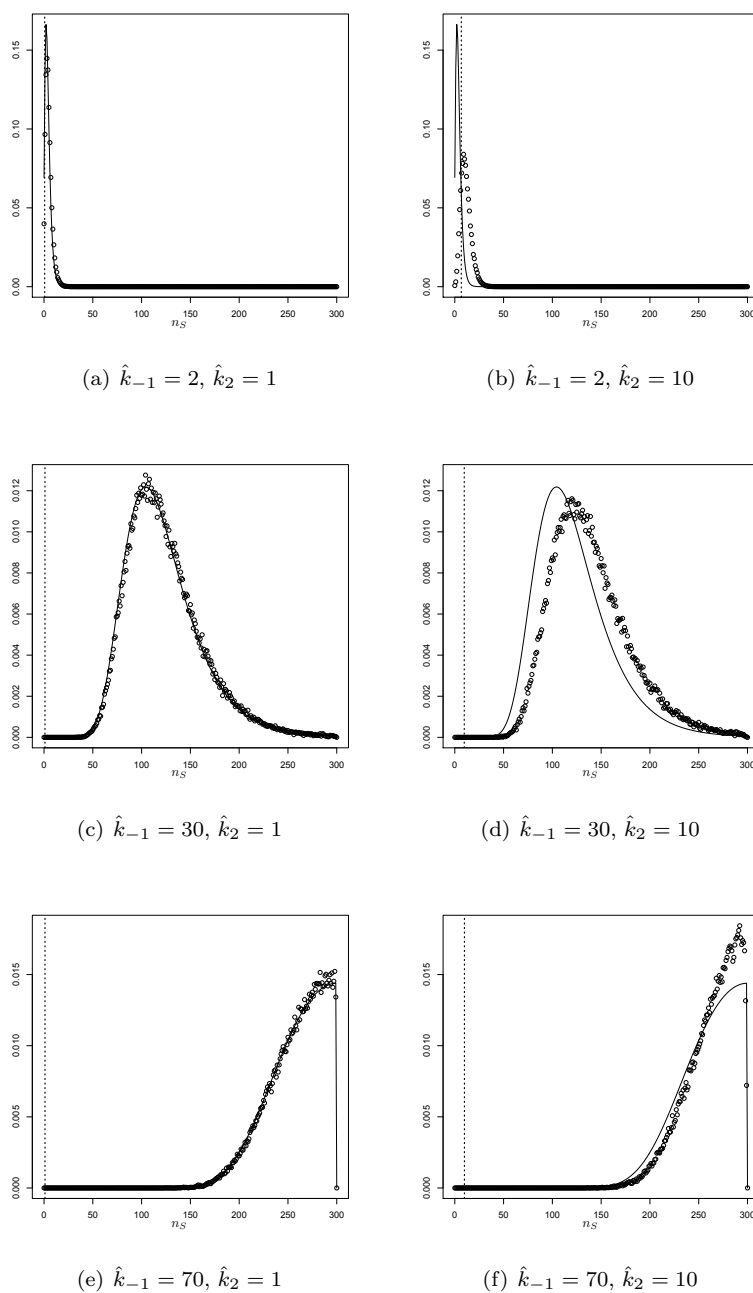 0.15
0.10
0.05
0.00
0 50 100 150 200 250 300
n_S
(a) k̂₋₁ = 2, k̂₂ = 1
0.15
0.10
0.05
0.00
0 50 100 150 200 250 300
n_S
(b) k̂₋₁ = 2, k̂₂ = 10
0.012
0.010
0.008
0.006
0.004
0.002
0.000
0 50 100 150 200 250 300
n_S
(c) k̂₋₁ = 30, k̂₂ = 1
0.012
0.010
0.008
0.006
0.004
0.002
0.000
0 50 100 150 200 250 300
n_S
(d) k̂₋₁ = 30, k̂₂ = 10
0.015
0.010
0.005
0.000
0 50 100 150 200 250 300
n_S
(e) k̂₋₁ = 70, k̂₂ = 1
0.015
0.010
0.005
0.000
0 50 100 150 200 250 300
n_S
(f) k̂₋₁ = 70, k̂₂ = 10